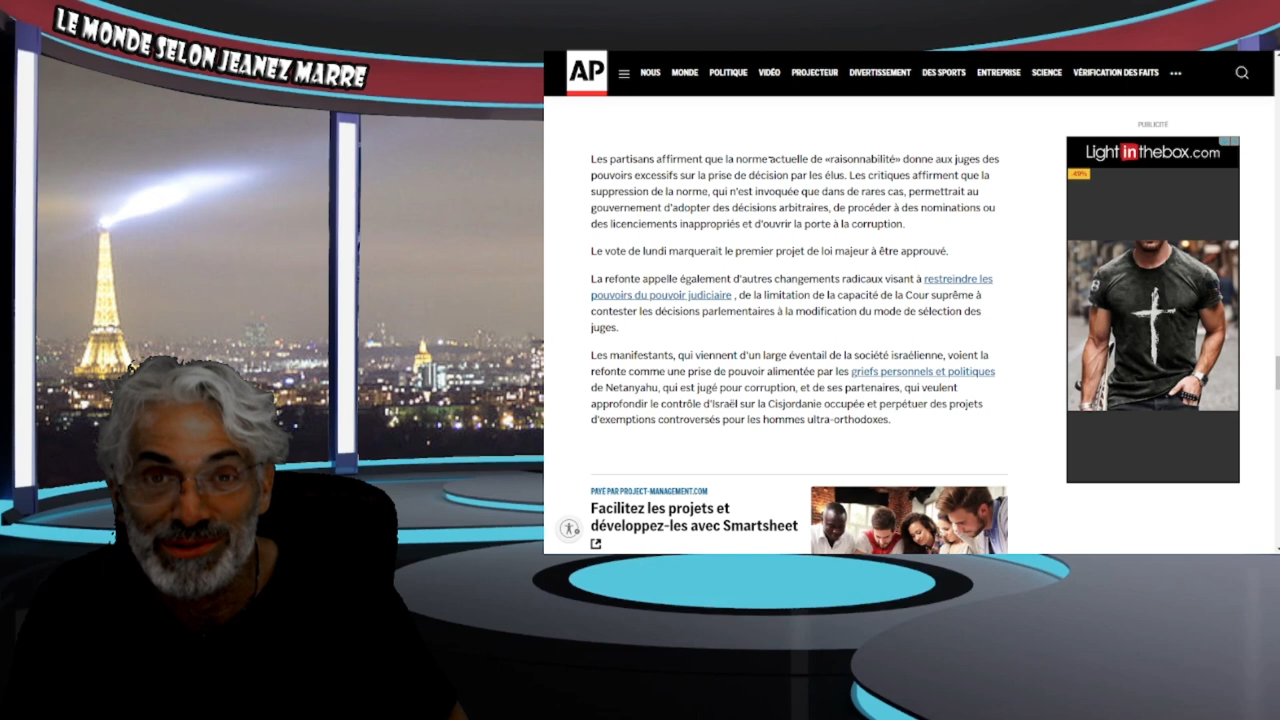 LE MONDE SELON JEANEZ MARRE
AP
NOUS MONDE POLITIQUE VIDÉO PROJECTEUR DIVERTISSEMENT DES SPORTS ENTREPRISE SCIENCE VÉRIFICATION DES FAITS
Les partisans affirment que la norme actuelle de «raisonnabilité» donne aux juges des
pouvoirs excessifs sur la prise de décision par les élus. Les critiques affirment que la
suppression de la norme, qui n'est invoquée que dans de rares cas, permettrait au
gouvernement d'adopter des décisions arbitraires, de procéder à des nominations ou
des licenciements inappropriés et d'ouvrir la porte à la corruption.
Le vote de lundi marquerait le premier projet de loi majeur à être approuvé.
La refonte appelle également d'autres changements radicaux visant à restreindre les
pouvoirs du pouvoir judiciaire , de la limitation de la capacité de la Cour suprême à
contester les décisions parlementaires à la modification du mode de sélection des
juges.
Les manifestants, qui viennent d'un large éventail de la société israélienne, voient la
refonte comme une prise de pouvoir alimentée par les griefs personnels et politiques
de Netanyahu, qui est jugé pour corruption, et de ses partenaires, qui veulent
approfondir le contrôle d'Israël sur la Cisjordanie occupée et perpétuer des projets
d'exemptions controversés pour les hommes ultra-orthodoxes.
PAYÉ PAR PROJECT-MANAGEMENT.COM
Facilitez les projets et
développez-les avec Smartsheet
PUBLICITÉ
Lightinthebox.com
-49%